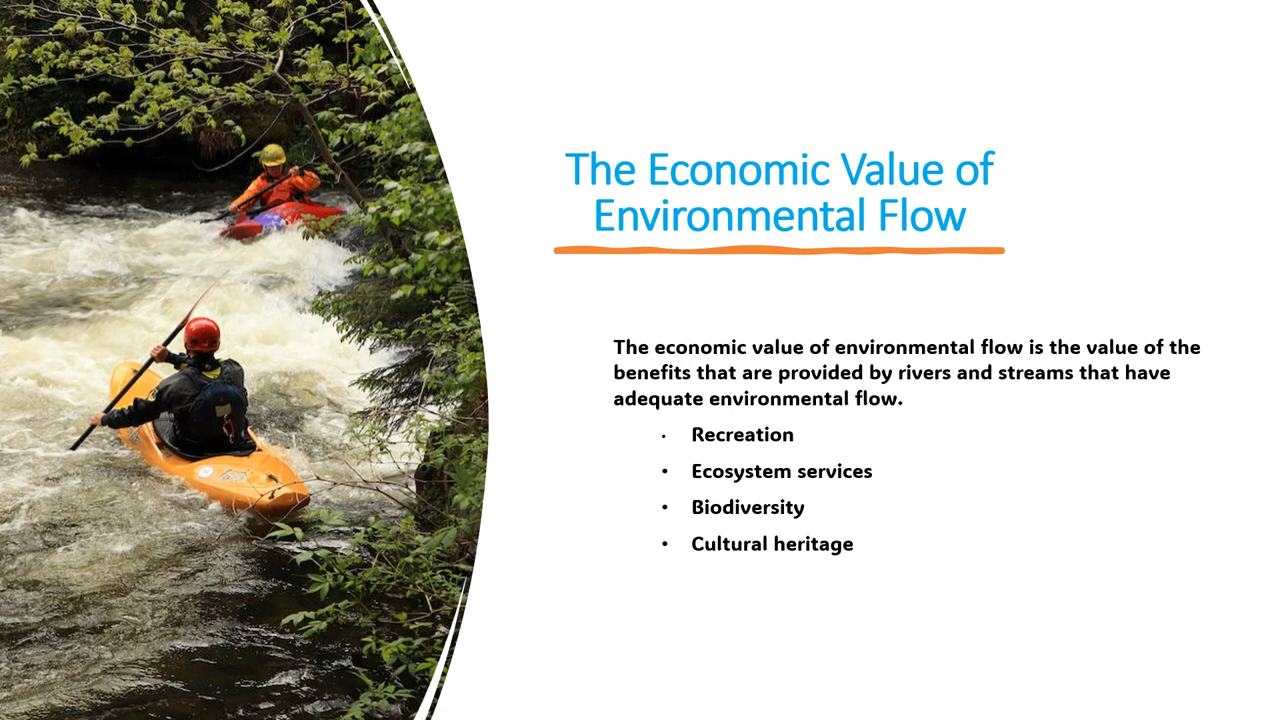 The Economic Value of
Environmental Flow
The economic value of environmental flow is the value of the
benefits that are provided by rivers and streams that have
adequate environmental flow.
• Recreation
• Ecosystem services
• Biodiversity
• Cultural heritage